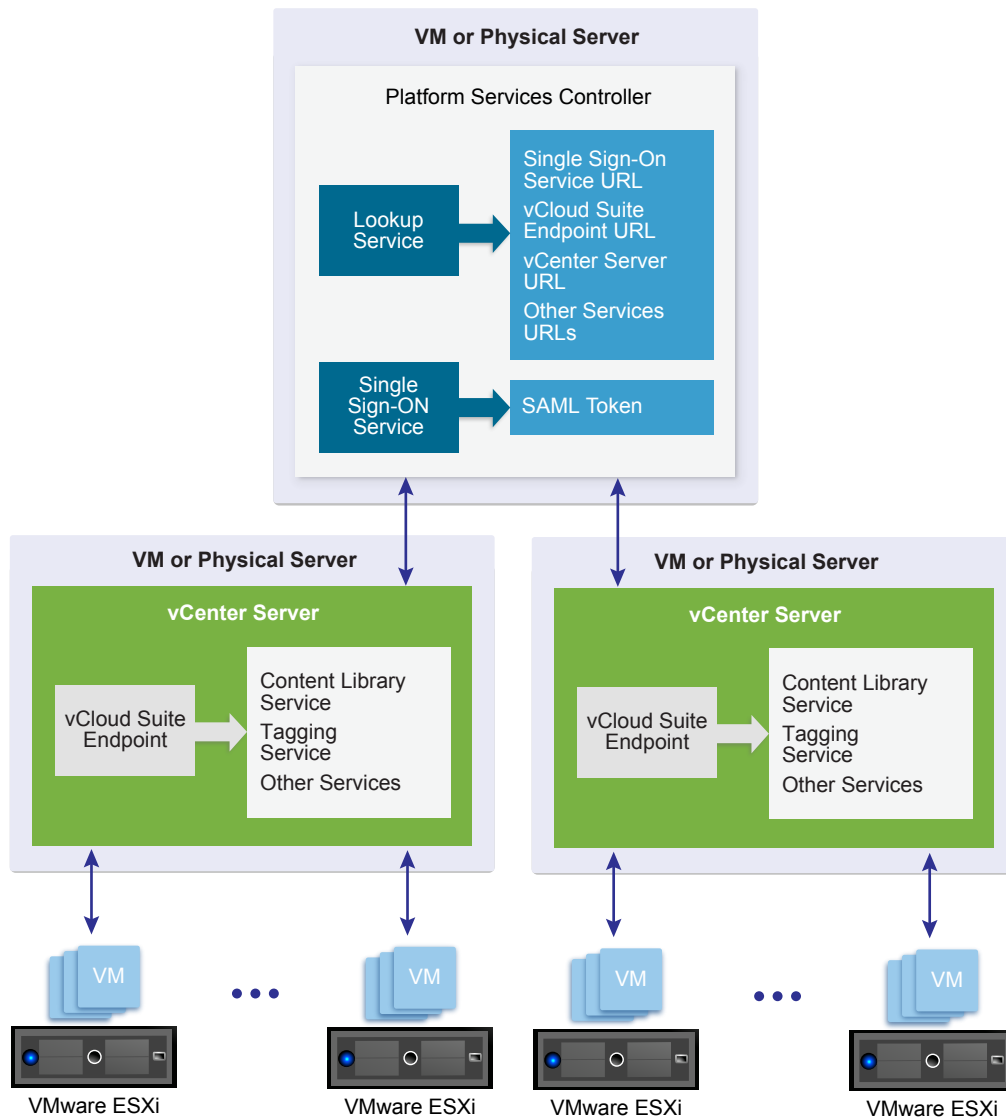 VM or Physical Server
Platform Services Controller
Lookup
Service
Single Sign-On
Service URL
vCloud Suite
Endpoint URL
vCenter Server
URL
Other Services
URLs
Single
Sign-ON
Service
SAML Token
VM or Physical Server
vCenter Server
vCloud Suite
Endpoint
Content Library
Service
Tagging
Service
Other Services
VM or Physical Server
vCenter Server
vCloud Suite
Endpoint
Content Library
Service
Tagging
Service
Other Services
VM
VM
VM
VM
VMware ESXi
VMware ESXi
VMware ESXi
VMware ESXi